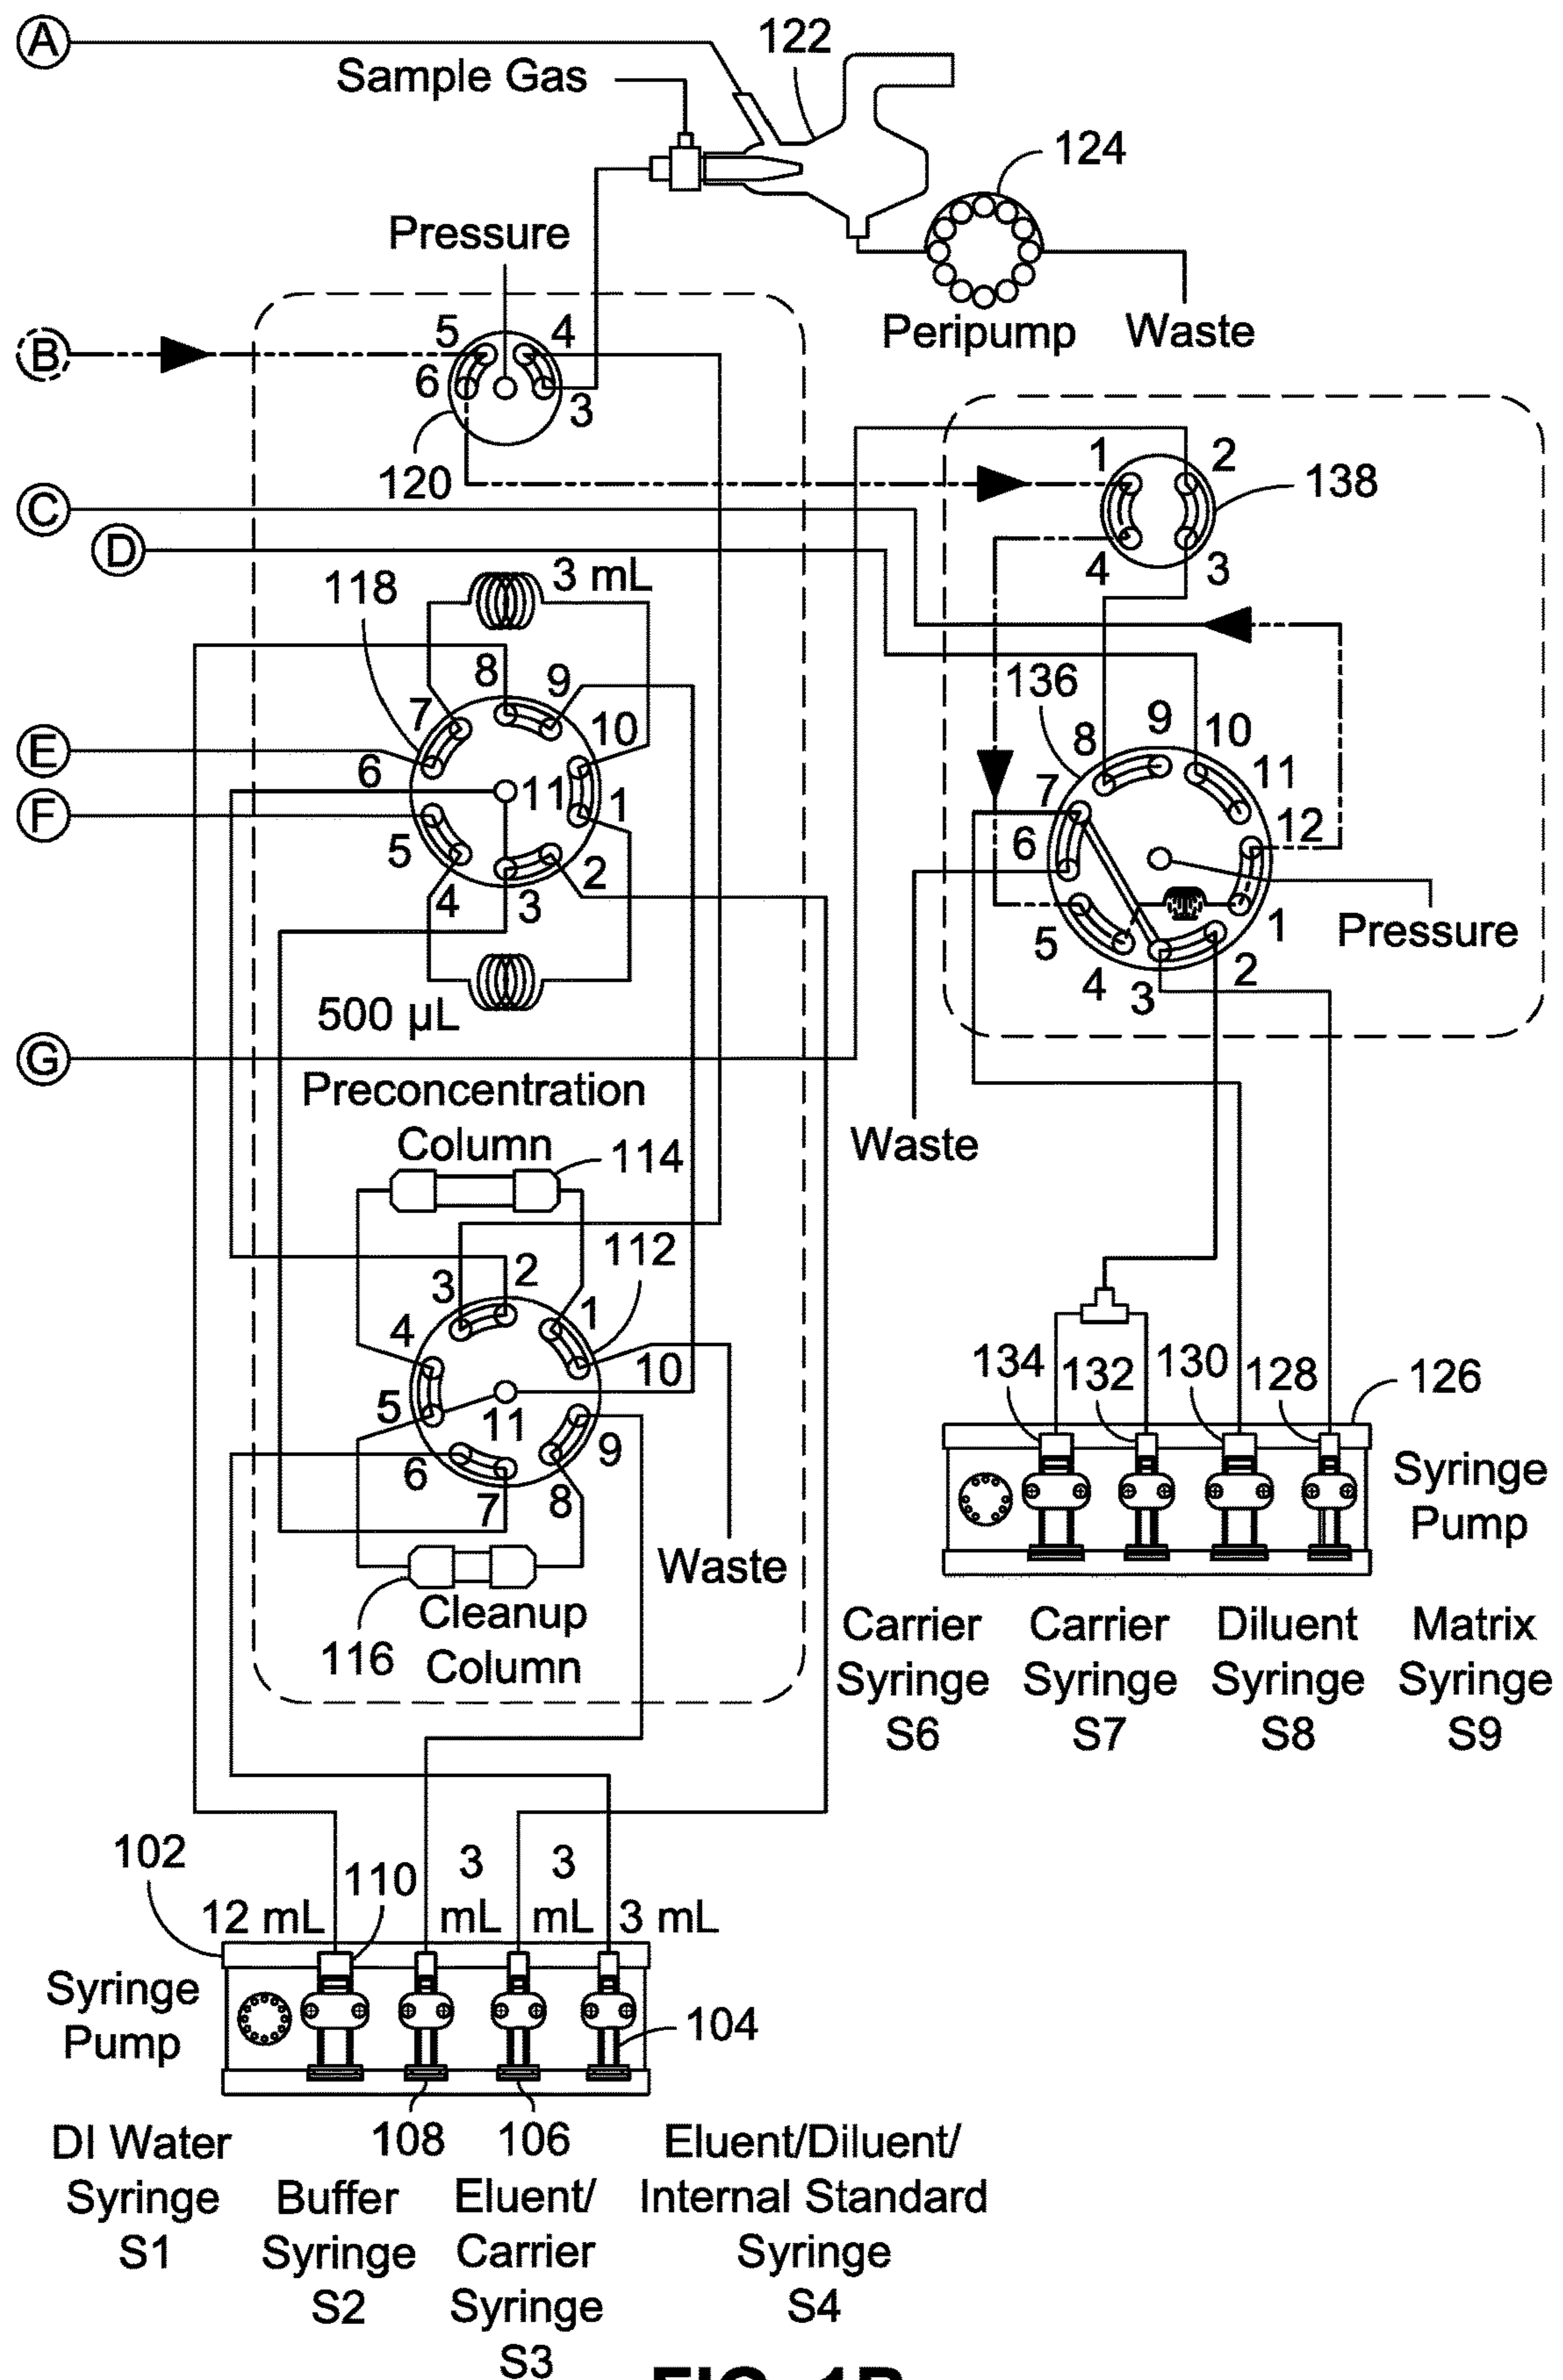 A
122
Sample Gas
124
Pressure
Peripump
Waste
B
5
4
6
3
120
1
2
138
C
D
4
3
118
3 mL
136
8
9
7
10
9
10
8
11
E
7
6
11
1
12
6
F
5
2
4
3
5
1
Pressure
4
2
3
500 µL
G
Preconcentration
Column
114
Waste
112
2
3
1
4
10
134
132
130
128
126
5
11
9
6
7
8
Syringe
Pump
Waste
Cleanup
Column
116
Carrier
Syringe
S6
Carrier
Syringe
S7
Diluent
Syringe
S8
Matrix
Syringe
S9
102
110
3
mL
3
mL
12 mL
3 mL
Syringe
Pump
104
108
106
DI Water
Syringe
S1
Buffer
Syringe
S2
Eluent/
Carrier
Syringe
S3
Eluent/Diluent/
Internal Standard
Syringe
S4